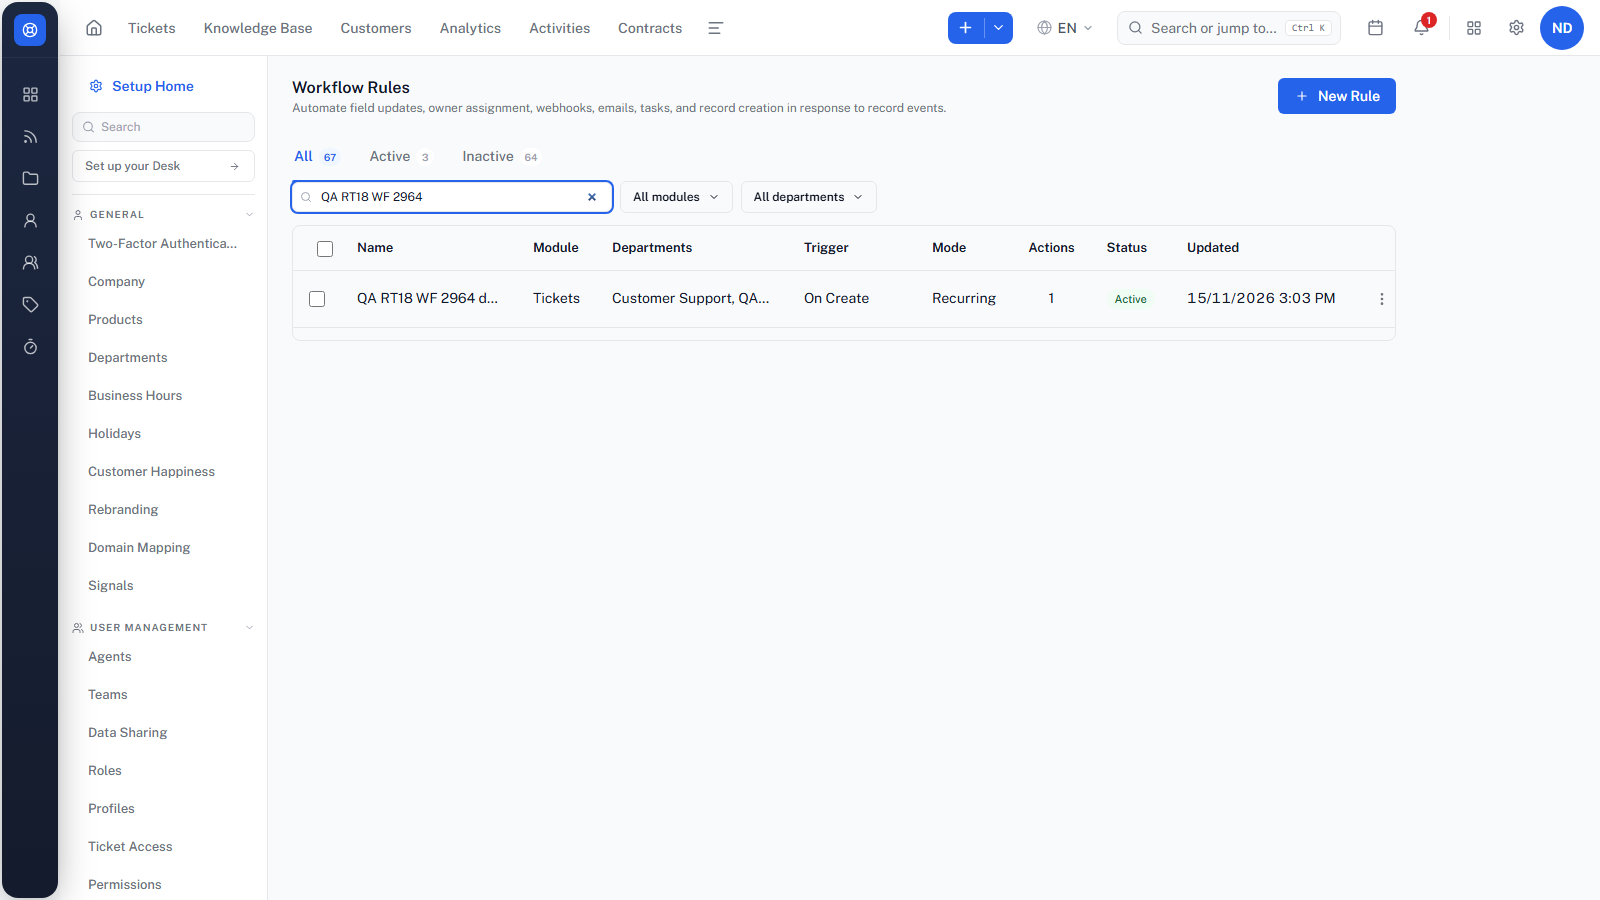 Tickets
Knowledge Base
Customers
Analytics
Activities
Contracts
EN
Search or jump to...
Ctrl K
1
ND
Setup Home
Search
Set up your Desk
GENERAL
Two-Factor Authentica...
Company
Products
Departments
Business Hours
Holidays
Customer Happiness
Rebranding
Domain Mapping
Signals
USER MANAGEMENT
Agents
Teams
Data Sharing
Roles
Profiles
Ticket Access
Permissions
Workflow Rules
Automate field updates, owner assignment, webhooks, emails, tasks, and record creation in response to record events.
New Rule
All 67
Active 3
Inactive 64
QA RT18 WF 2964
All modules
All departments
Name Module Departments Trigger Mode Actions Status Updated
QA RT18 WF 2964 d... Tickets Customer Support, QA... On Create Recurring 1 Active 15/11/2026 3:03 PM